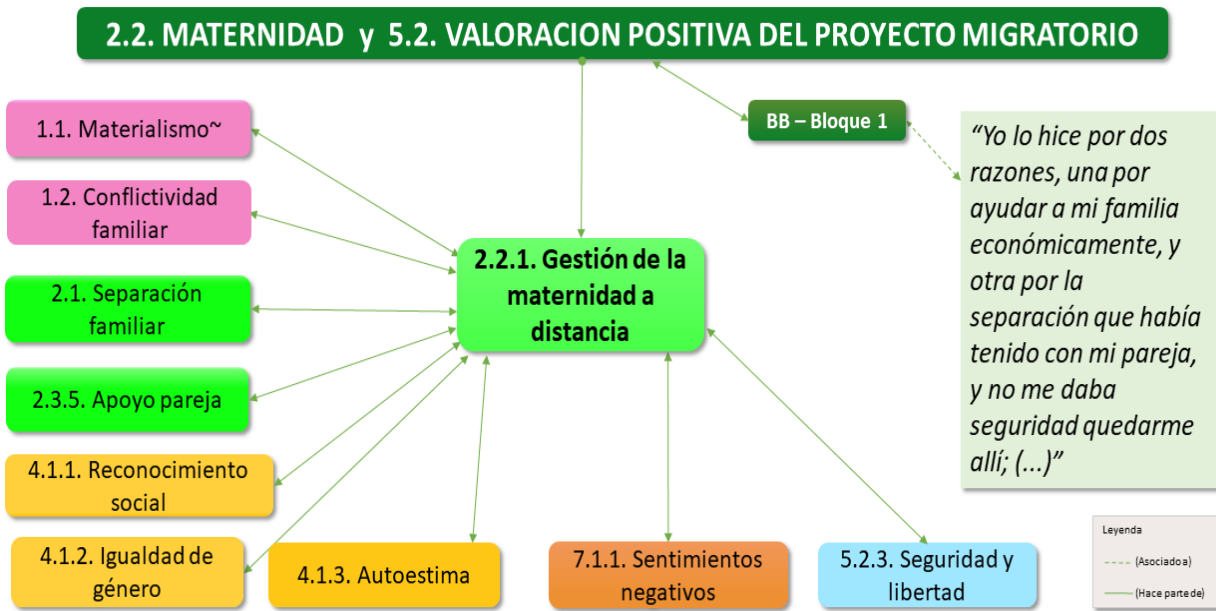 2.2. MATERNIDAD y 5.2. VALORACION POSITIVA DEL PROYECTO MIGRATORIO
BB – Bloque 1
1.1. Materialismo~
1.2. Conflictividad
familiar
2.1. Separación
familiar
2.3.5. Apoyo pareja
4.1.1. Reconocimiento
social
4.1.2. Igualdad de
género
4.1.3. Autoestima
2.2.1. Gestión de la
maternidad a
distancia
7.1.1. Sentimientos
negativos
5.2.3. Seguridad y
libertad
“Yo lo hice por dos
razones, una por
ayudar a mi familia
económicamente, y
otra por la
separación que había
tenido con mi pareja,
y no me daba
seguridad quedarme
allí; (...)”
Leyenda
(Asociado a)
(Hace parte de)